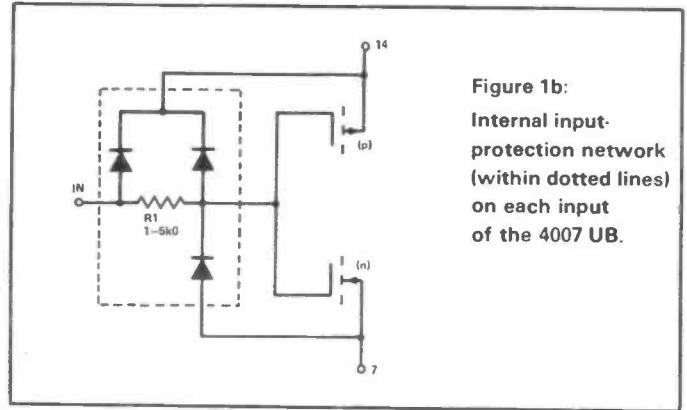 14
Figure 1b:
Internal input-
protection network
(within dotted lines)
on each input
of the 4007 UB.
(p)
IN
R1
1–5k0
(n)
7